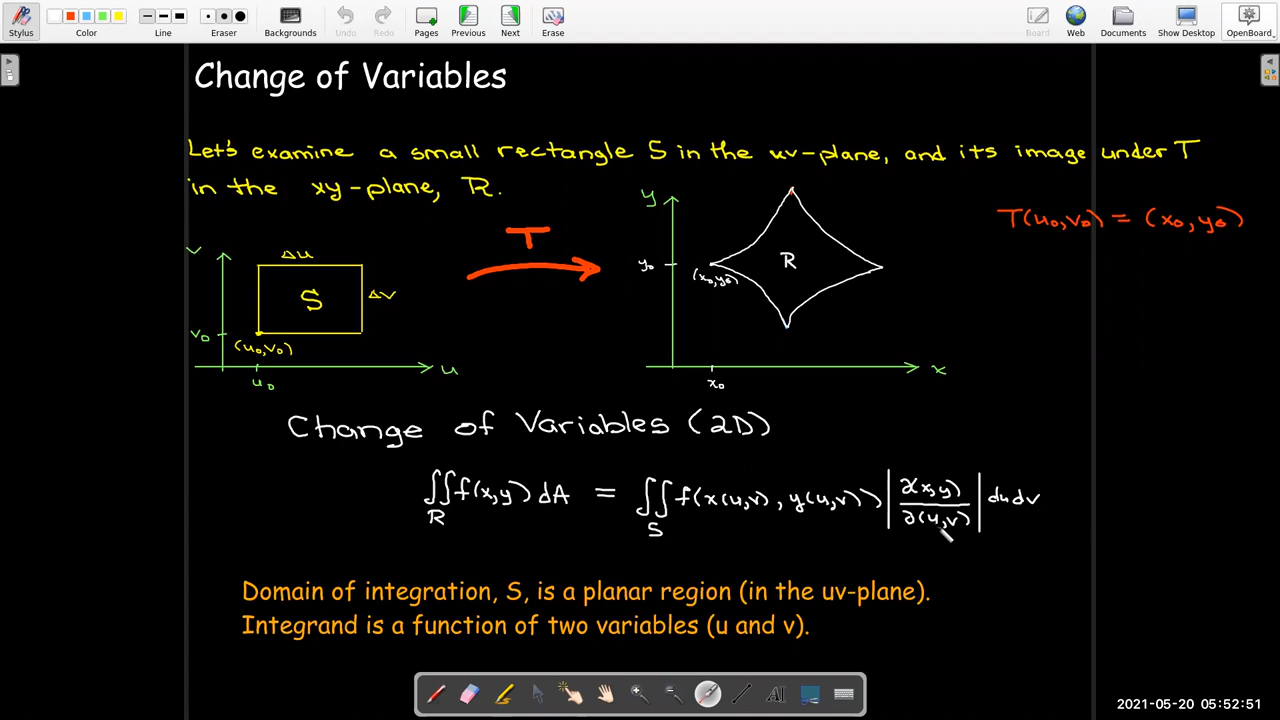 Stylus
Color
Line
Eraser
Backgrounds
Undo
Redo
Pages
Previous
Next
Erase
Board
Web
Documents
Show Desktop
OpenBoard
Change of Variables
Let's examine a small rectangle S in the uv-plane, and its image under T
in the xy-plane, R.
T(u₀,v₀) = (x₀,y₀)
T
v
Δu
S
Δv
v₀
(u₀,v₀)
u₀
u
y
y₀
(x₀,y₀)
R
x₀
x
Change of Variables (2D)
∬_R f(x,y) dA = ∬_S f(x(u,v), y(u,v)) |∂(x,y)/∂(u,v)| du dv
Domain of integration, S, is a planar region (in the uv-plane).
Integrand is a function of two variables (u and v).
AI
2021-05-20 05:52:51